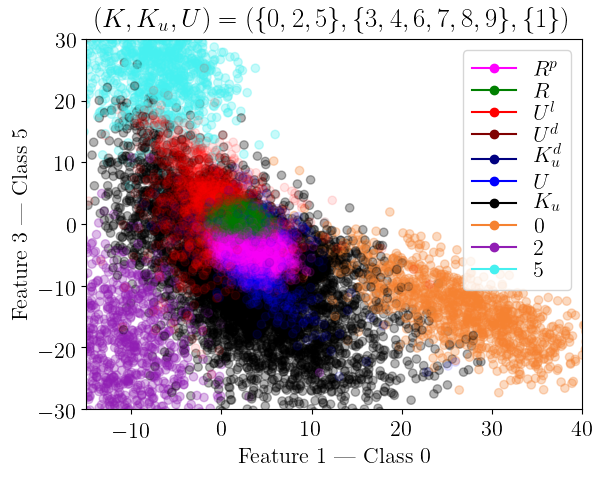 (K, K_u, U) = ({0, 2, 5}, {3, 4, 6, 7, 8, 9}, {1})
30
20
10
0
−10
−20
−30
Feature 3 — Class 5
R^p
R
U^l
U^d
K_u^d
U
K_u
0
2
5
−10
0
10
20
30
40
Feature 1 — Class 0